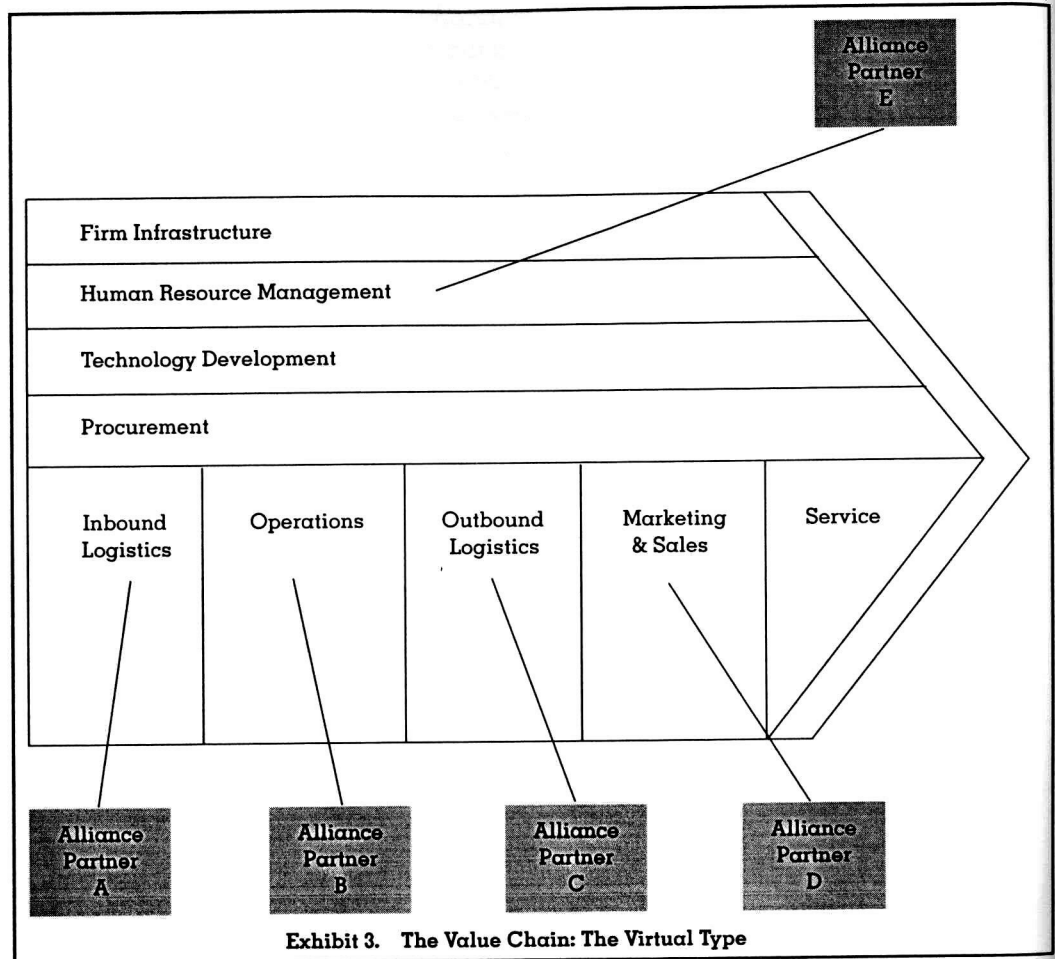 Alliance
Partner
E
Firm Infrastructure
Human Resource Management
Technology Development
Procurement
Inbound
Logistics
Operations
Outbound
Logistics
Marketing
& Sales
Service
Alliance
Partner
A
Alliance
Partner
B
Alliance
Partner
C
Alliance
Partner
D
Exhibit 3. The Value Chain: The Virtual Type